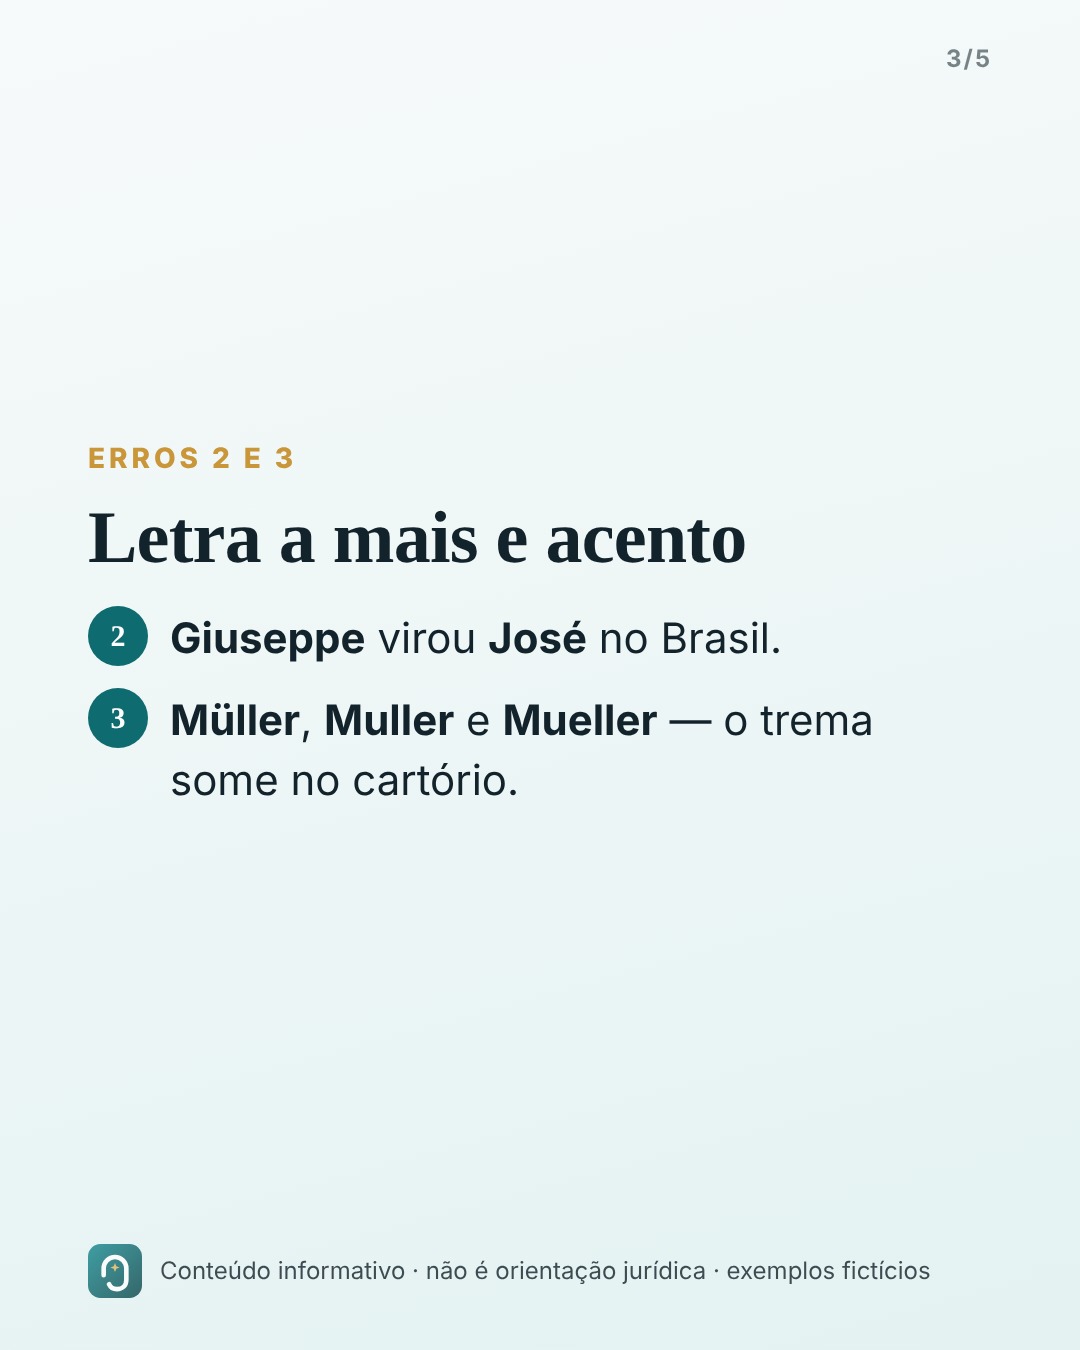 3/5
ERROS 2 E 3
Letra a mais e acento
2 Giuseppe virou José no Brasil.
3 Müller, Muller e Mueller — o trema
some no cartório.
Conteúdo informativo · não é orientação jurídica · exemplos fictícios